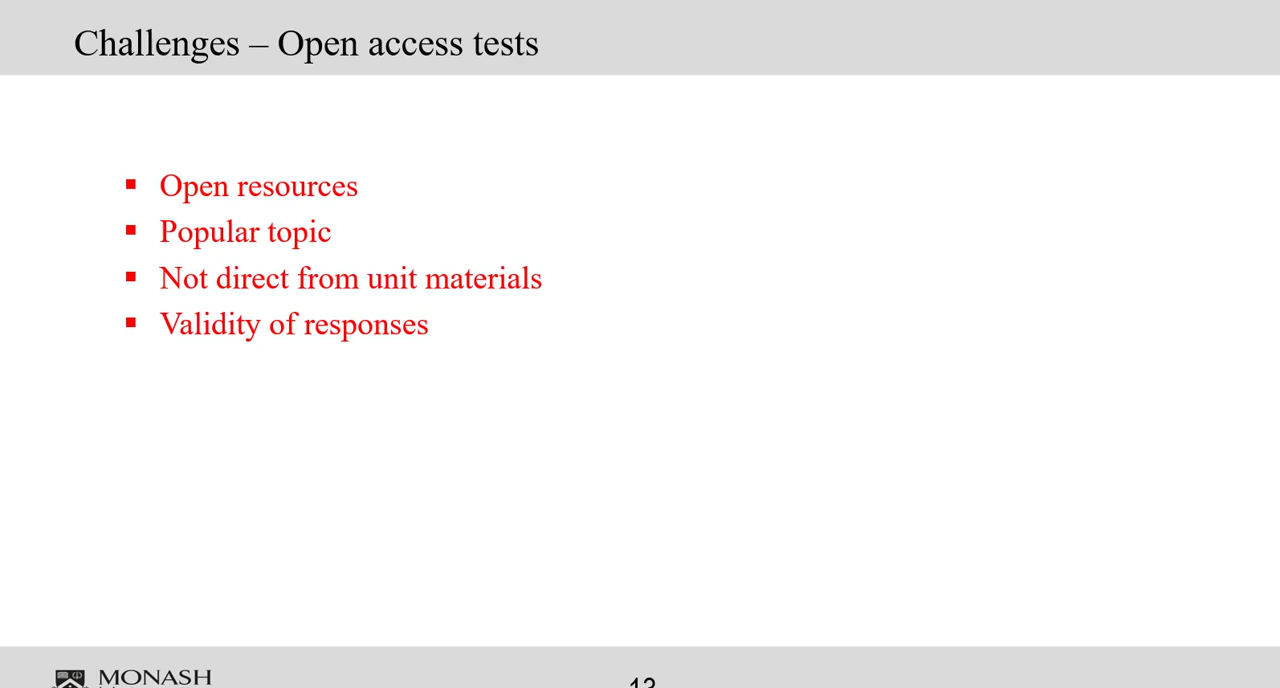 Challenges – Open access tests
Open resources
Popular topic
Not direct from unit materials
Validity of responses
MONASH